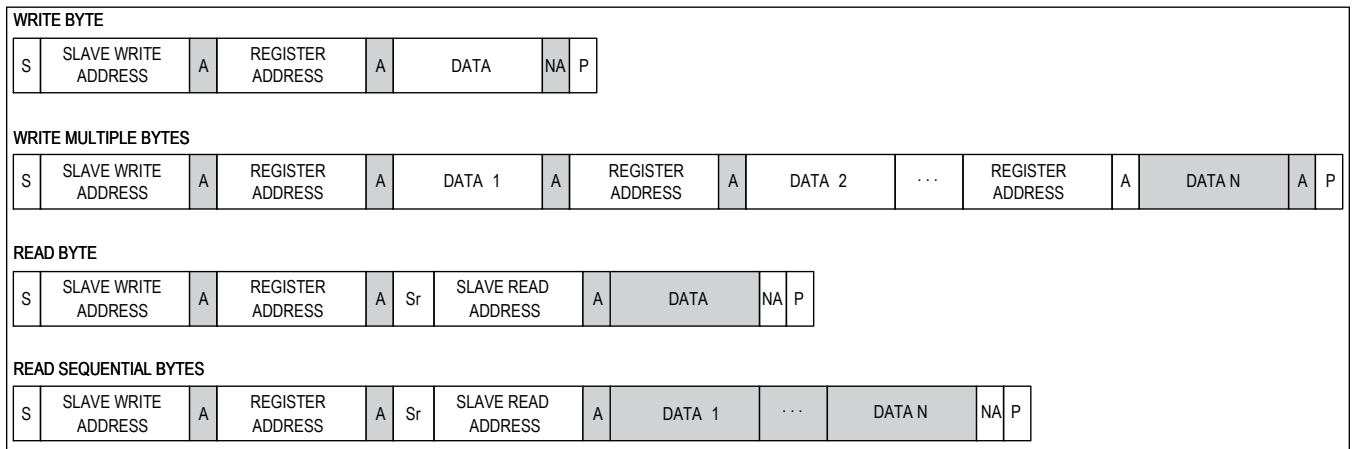 WRITE BYTE
S SLAVE WRITE ADDRESS A REGISTER ADDRESS A DATA NA P
WRITE MULTIPLE BYTES
S SLAVE WRITE ADDRESS A REGISTER ADDRESS A DATA 1 A REGISTER ADDRESS A DATA 2 ... REGISTER ADDRESS A DATA N A P
READ BYTE
S SLAVE WRITE ADDRESS A REGISTER ADDRESS A Sr SLAVE READ ADDRESS A DATA NA P
READ SEQUENTIAL BYTES
S SLAVE WRITE ADDRESS A REGISTER ADDRESS A Sr SLAVE READ ADDRESS A DATA 1 ... DATA N NA P